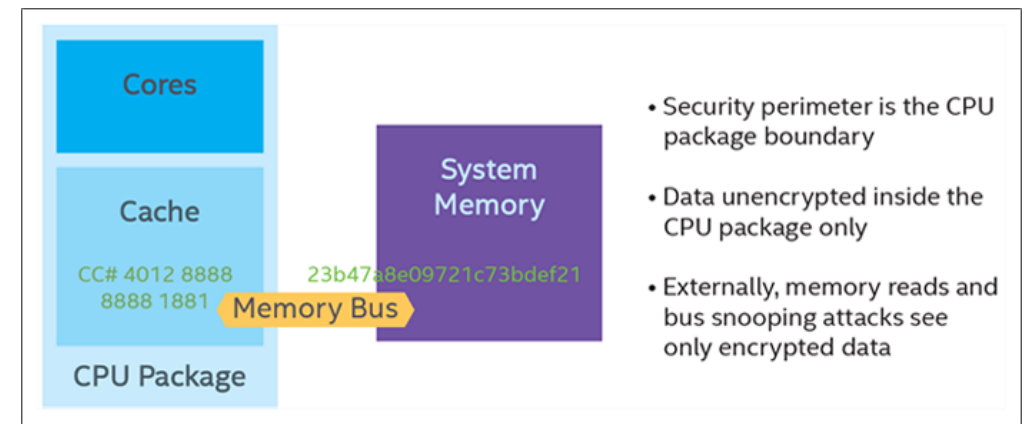 Cores
Cache
CC# 4012 8888
8888 1881
CPU Package
Memory Bus
System
Memory
23b47a8e09721c73bdef21
• Security perimeter is the CPU
package boundary
• Data unencrypted inside the
CPU package only
• Externally, memory reads and
bus snooping attacks see
only encrypted data